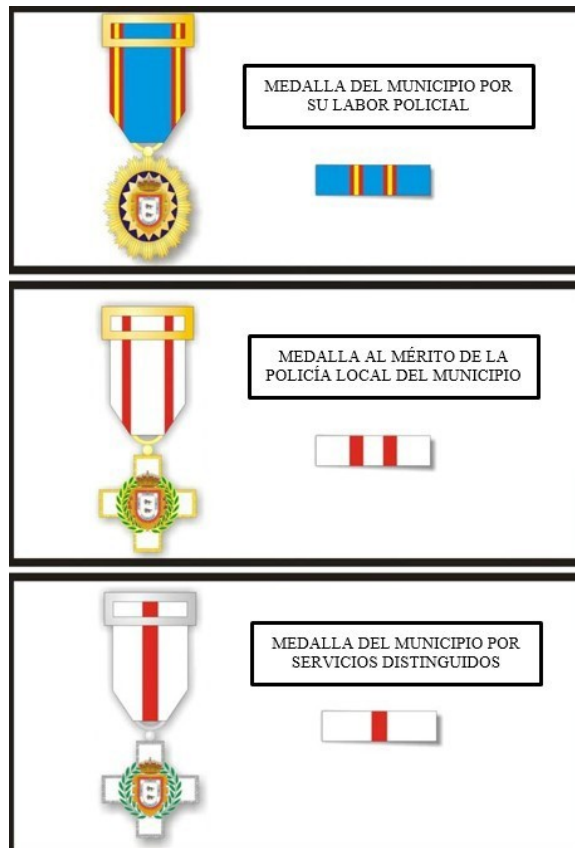 MEDALLA DEL MUNICIPIO POR
SU LABOR POLICIAL
MEDALLA AL MÉRITO DE LA
POLICÍA LOCAL DEL MUNICIPIO
MEDALLA DEL MUNICIPIO POR
SERVICIOS DISTINGUIDOS